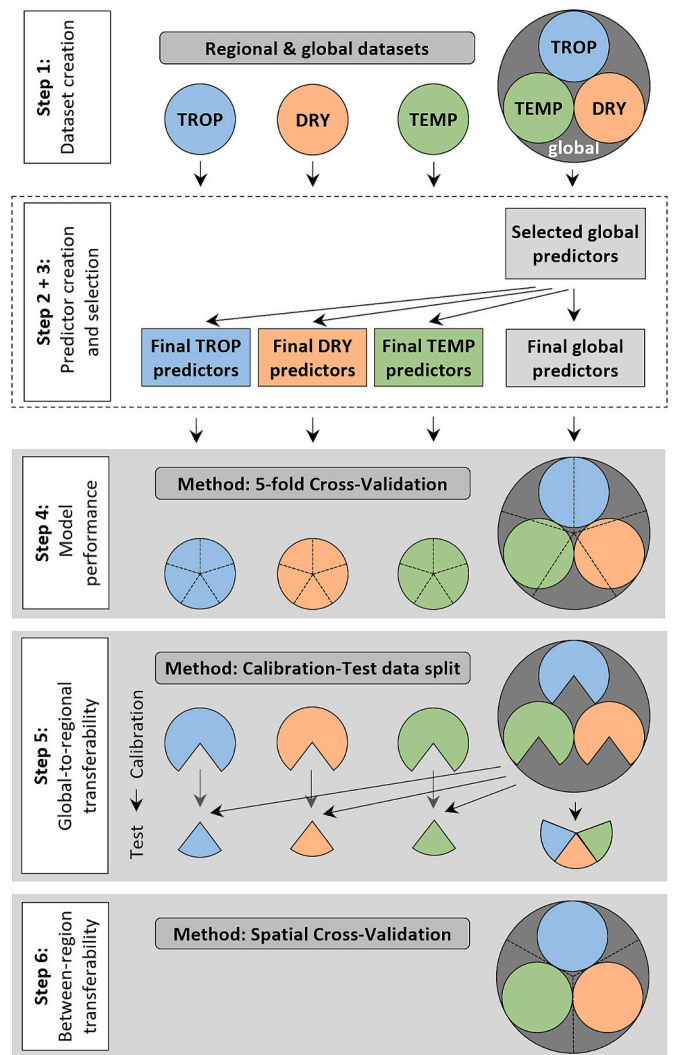 Step 1:
Dataset creation
Regional & global datasets
TROP
DRY
TEMP
TROP
TEMP
DRY
global
Step 2 + 3:
Predictor creation
and selection
Selected global
predictors
Final TROP
predictors
Final DRY
predictors
Final TEMP
predictors
Final global
predictors
Step 4:
Model
performance
Method: 5-fold Cross-Validation
Step 5:
Global-to-regional
transferability
Method: Calibration-Test data split
Calibration
Test
Step 6:
Between-region
transferability
Method: Spatial Cross-Validation